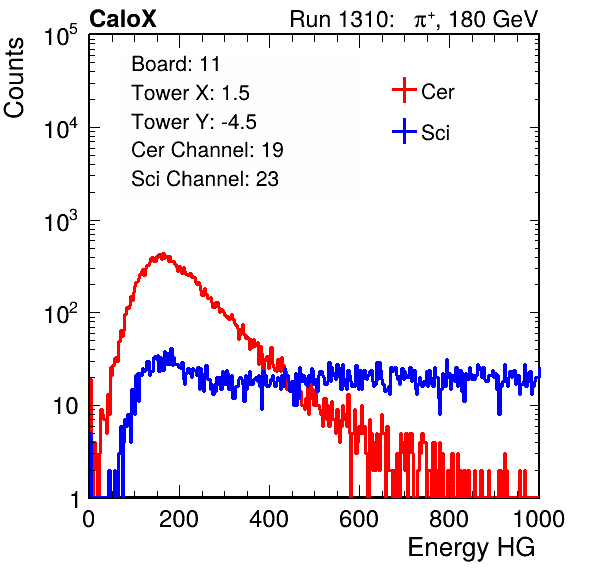 CaloX Run 1310: π⁺, 180 GeV
Counts
Board: 11
Tower X: 1.5
Tower Y: -4.5
Cer Channel: 19
Sci Channel: 23
Cer
Sci
10⁵
10⁴
10³
10²
10
1
0 200 400 600 800 1000
Energy HG